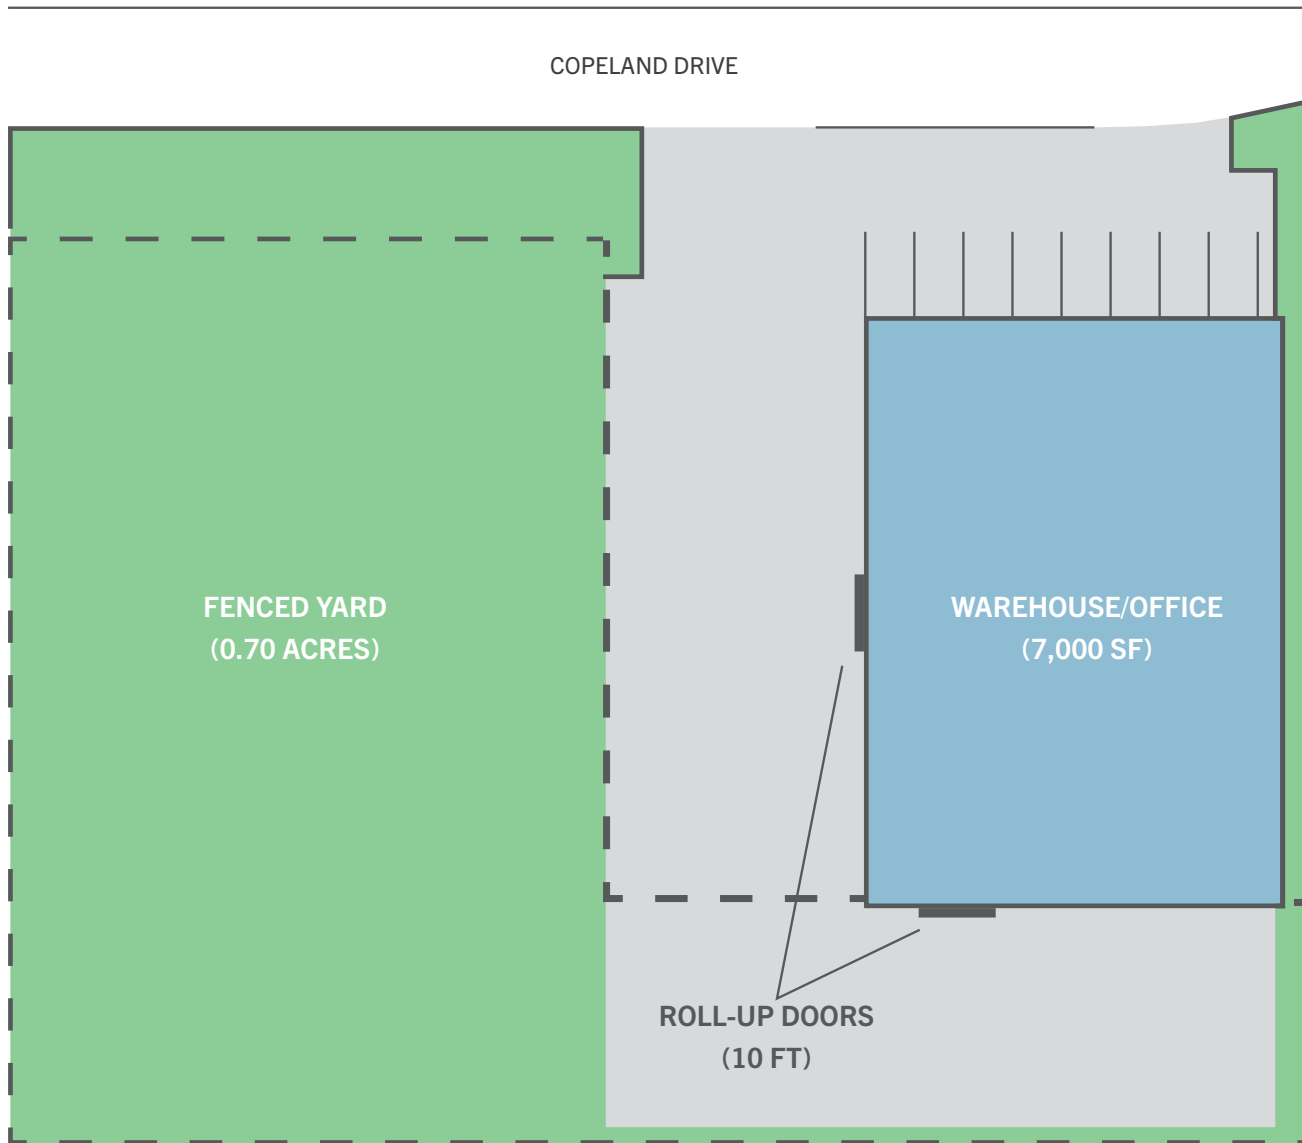 COPELAND DRIVE
FENCED YARD
(0.70 ACRES)
WAREHOUSE/OFFICE
(7,000 SF)
ROLL-UP DOORS
(10 FT)